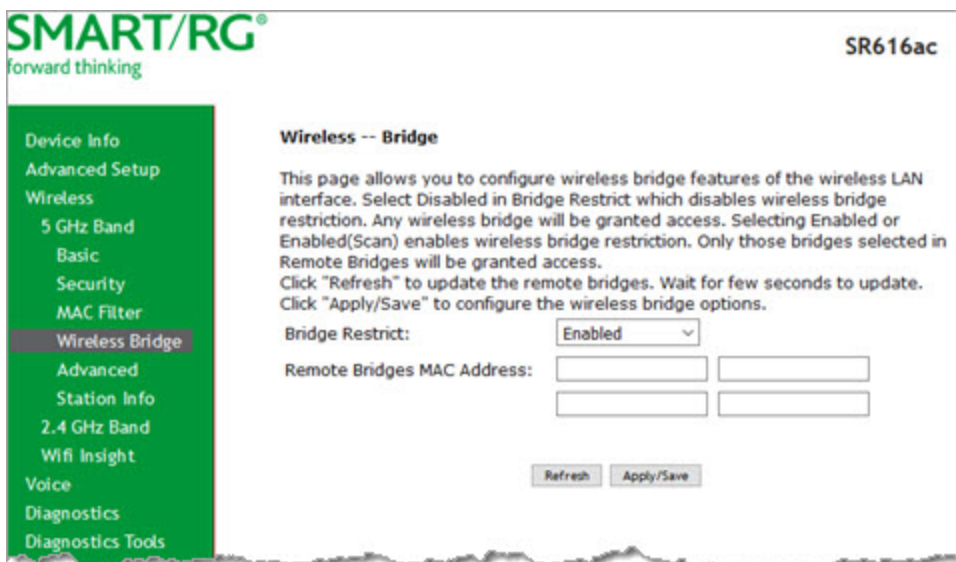 SMART/RG®
forward thinking
SR616ac
Device Info
Advanced Setup
Wireless
5 GHz Band
Basic
Security
MAC Filter
Wireless Bridge
Advanced
Station Info
2.4 GHz Band
Wifi Insight
Voice
Diagnostics
Diagnostics Tools
Wireless -- Bridge
This page allows you to configure wireless bridge features of the wireless LAN
interface. Select Disabled in Bridge Restrict which disables wireless bridge
restriction. Any wireless bridge will be granted access. Selecting Enabled or
Enabled(Scan) enables wireless bridge restriction. Only those bridges selected in
Remote Bridges will be granted access.
Click "Refresh" to update the remote bridges. Wait for few seconds to update.
Click "Apply/Save" to configure the wireless bridge options.
Bridge Restrict: Enabled
Remote Bridges MAC Address:
Refresh Apply/Save